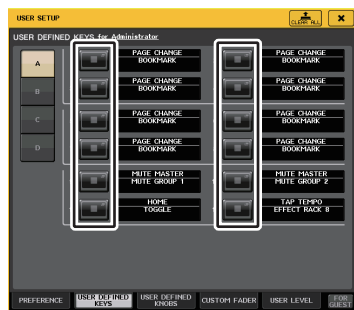 USER SETUP
CLEAR ALL
USER DEFINED KEYS for Administrator
A
PAGE CHANGE
BOOKMARK
PAGE CHANGE
BOOKMARK
B
PAGE CHANGE
BOOKMARK
PAGE CHANGE
BOOKMARK
C
PAGE CHANGE
BOOKMARK
PAGE CHANGE
BOOKMARK
D
PAGE CHANGE
BOOKMARK
PAGE CHANGE
BOOKMARK
MUTE MASTER
MUTE GROUP 1
MUTE MASTER
MUTE GROUP 2
HOME
TOGGLE
TAP TEMPO
EFFECT RACK 8
PREFERENCE
USER DEFINED
KEYS
USER DEFINED
KNOBS
CUSTOM FADER
USER LEVEL
FOR
GUEST